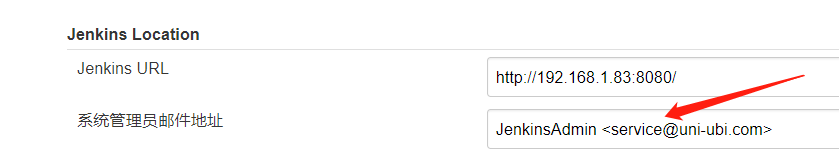 Jenkins Location
Jenkins URL
http://192.168.1.83:8080/
系统管理员邮件地址
JenkinsAdmin <service@uni-ubi.com>